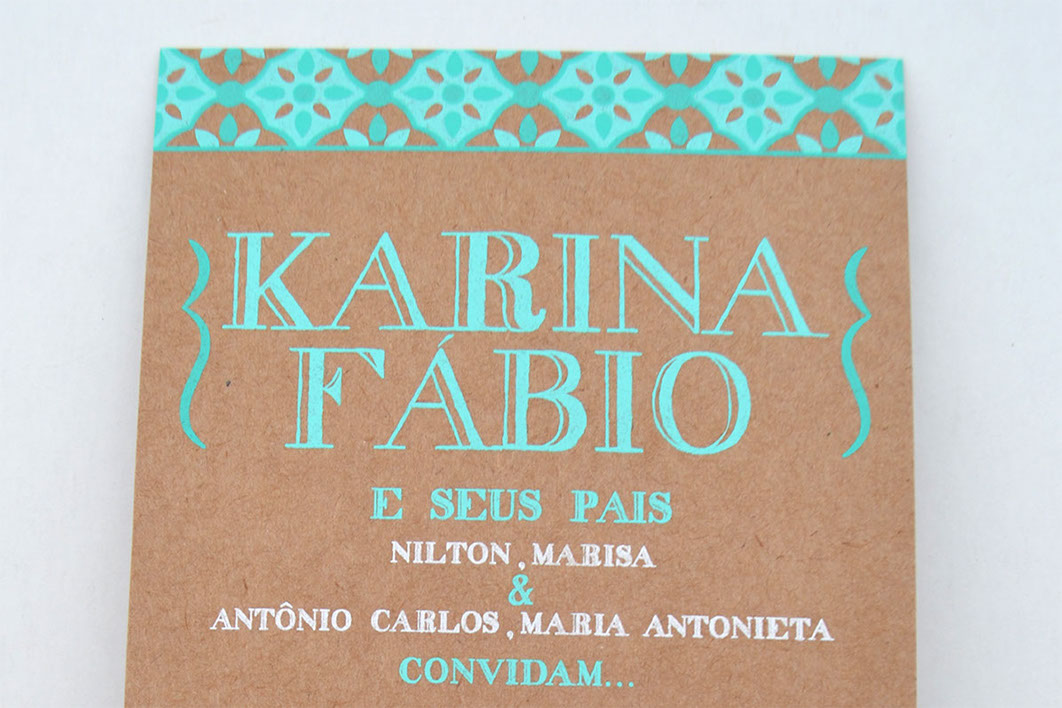 KARINA
FÁBIO
E SEUS PAIS
NILTON, MARISA
&
ANTÔNIO CARLOS, MARIA ANTONIETA
CONVIDAM...